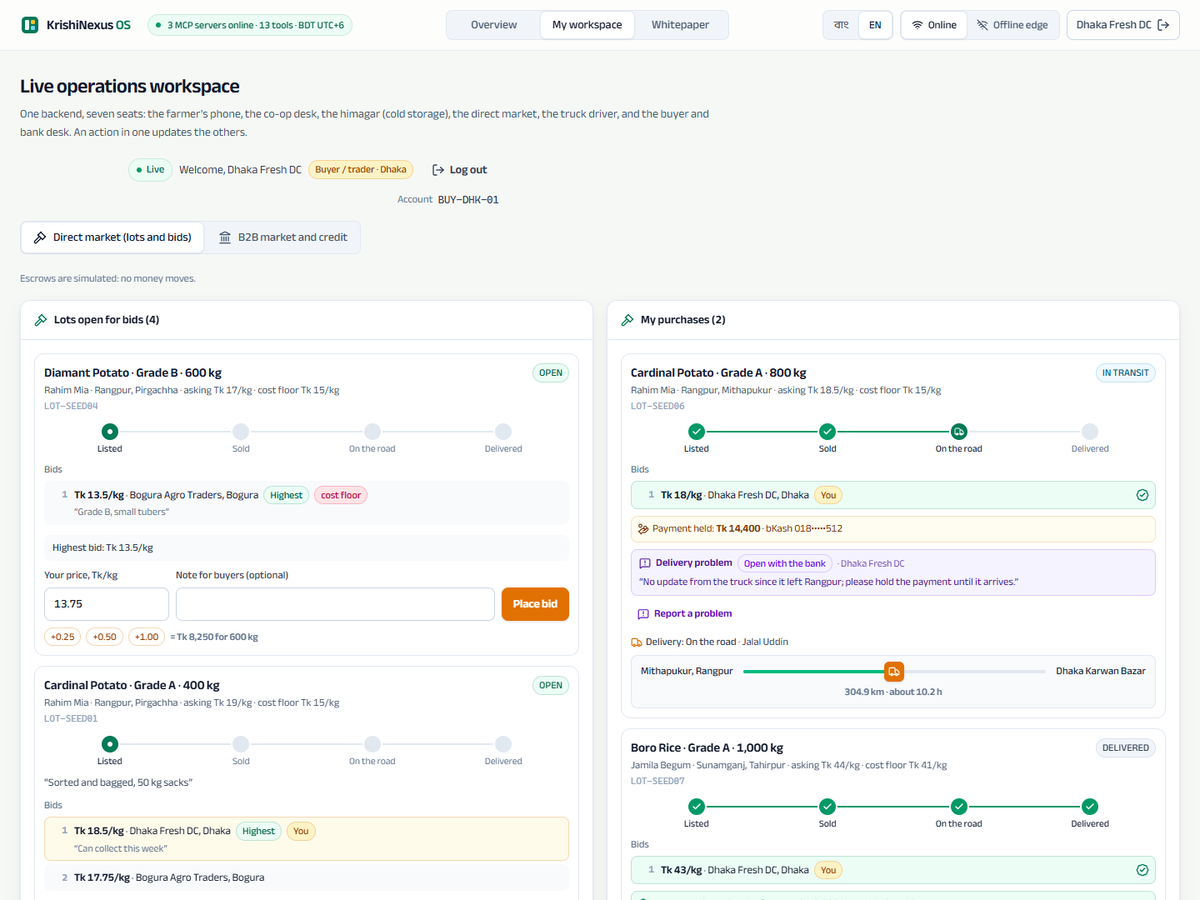 KrishiNexus OS
3 MCP servers online · 13 tools · BDT UTC+6
Overview
My workspace
Whitepaper
বাং
EN
Online
Offline edge
Dhaka Fresh DC
Live operations workspace
One backend, seven seats: the farmer's phone, the co-op desk, the himagar (cold storage), the direct market, the truck driver, and the buyer and
bank desk. An action in one updates the others.
Live
Welcome, Dhaka Fresh DC
Buyer / trader · Dhaka
Log out
Account BUY-DHK-01
Direct market (lots and bids)
B2B market and credit
Escrows are simulated: no money moves.
Lots open for bids (4)
Diamant Potato · Grade B · 600 kg
OPEN
Rahim Mia · Rangpur, Pirgachha · asking Tk 17/kg · cost floor Tk 15/kg
LOT-SEED04
Listed
Sold
On the road
Delivered
Bids
1 Tk 13.5/kg · Bogura Agro Traders, Bogura Highest cost floor
"Grade B, small tubers"
Highest bid: Tk 13.5/kg
Your price, Tk/kg
Note for buyers (optional)
13.75
Place bid
+0.25
+0.50
+1.00
= Tk 8,250 for 600 kg
Cardinal Potato · Grade A · 400 kg
OPEN
Rahim Mia · Rangpur, Pirgachha · asking Tk 19/kg · cost floor Tk 15/kg
LOT-SEED01
Listed
Sold
On the road
Delivered
"Sorted and bagged, 50 kg sacks"
Bids
1 Tk 18.5/kg · Dhaka Fresh DC, Dhaka Highest You
"Can collect this week"
2 Tk 17.75/kg · Bogura Agro Traders, Bogura
My purchases (2)
Cardinal Potato · Grade A · 800 kg
IN TRANSIT
Rahim Mia · Rangpur, Mithapukur · asking Tk 18.5/kg · cost floor Tk 15/kg
LOT-SEED06
Listed
Sold
On the road
Delivered
Bids
1 Tk 18/kg · Dhaka Fresh DC, Dhaka You
Payment held: Tk 14,400 · bKash 018•••••512
Delivery problem Open with the bank · Dhaka Fresh DC
"No update from the truck since it left Rangpur; please hold the payment until it arrives."
Report a problem
Delivery: On the road · Jalal Uddin
Mithapukur, Rangpur
Dhaka Karwan Bazar
304.9 km · about 10.2 h
Boro Rice · Grade A · 1,000 kg
DELIVERED
Jamila Begum · Sunamganj, Tahirpur · asking Tk 44/kg · cost floor Tk 41/kg
LOT-SEED07
Listed
Sold
On the road
Delivered
Bids
1 Tk 43/kg · Dhaka Fresh DC, Dhaka You